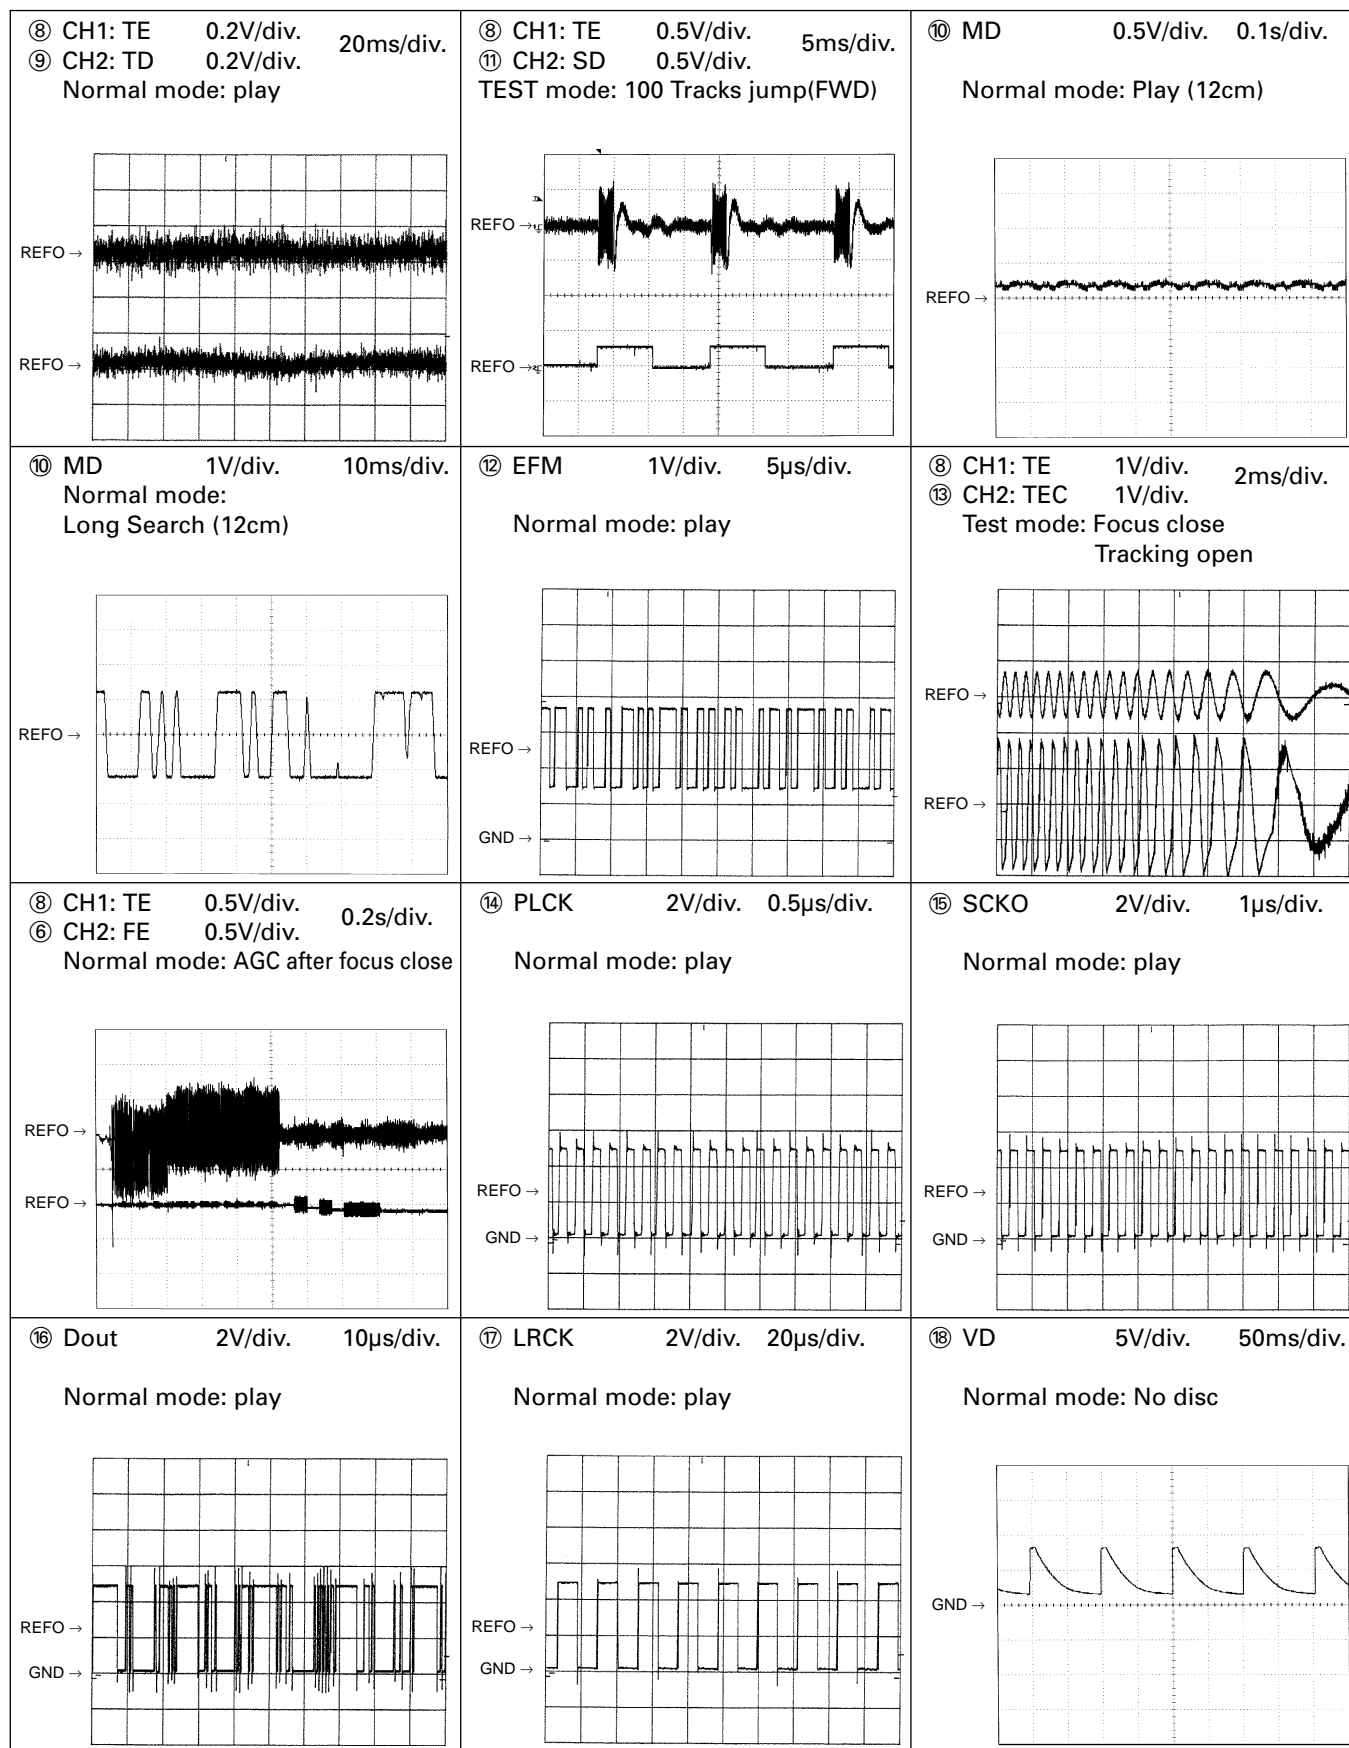 ⑧ CH1: TE 0.2V/div. 20ms/div.
⑨ CH2: TD 0.2V/div.
Normal mode: play
REFO →
REFO →
⑧ CH1: TE 0.5V/div. 5ms/div.
⑪ CH2: SD 0.5V/div.
TEST mode: 100 Tracks jump(FWD)
REFO →
REFO →
⑩ MD 0.5V/div. 0.1s/div.
Normal mode: Play (12cm)
REFO →
⑩ MD 1V/div. 10ms/div.
Normal mode:
Long Search (12cm)
REFO →
⑫ EFM 1V/div. 5μs/div.
Normal mode: play
REFO →
GND →
⑧ CH1: TE 1V/div. 2ms/div.
⑬ CH2: TEC 1V/div.
Test mode: Focus close
Tracking open
REFO →
REFO →
⑧ CH1: TE 0.5V/div. 0.2s/div.
⑥ CH2: FE 0.5V/div.
Normal mode: AGC after focus close
REFO →
REFO →
⑭ PLCK 2V/div. 0.5μs/div.
Normal mode: play
REFO →
GND →
⑮ SCKO 2V/div. 1μs/div.
Normal mode: play
REFO →
GND →
⑯ Dout 2V/div. 10μs/div.
Normal mode: play
REFO →
GND →
⑰ LRCK 2V/div. 20μs/div.
Normal mode: play
REFO →
GND →
⑱ VD 5V/div. 50ms/div.
Normal mode: No disc
GND →